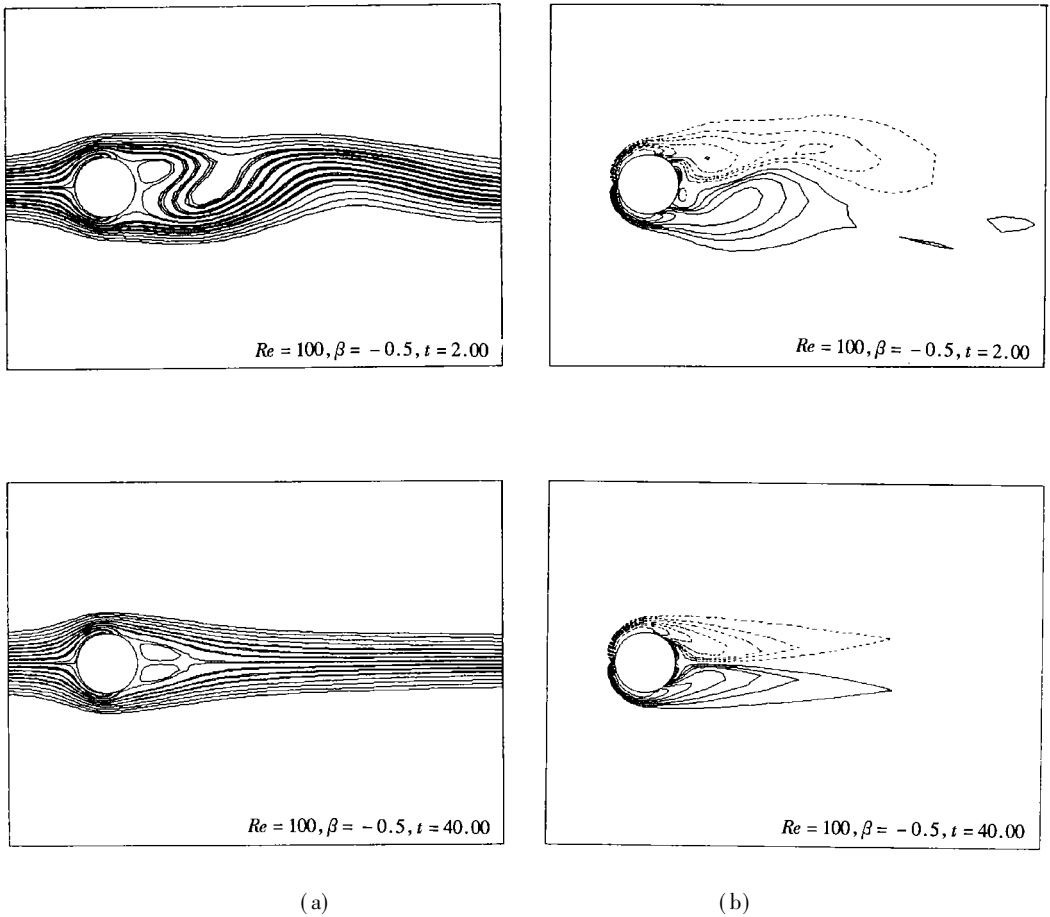 Re = 100, β = −0.5, t = 2.00
Re = 100, β = −0.5, t = 2.00
Re = 100, β = −0.5, t = 40.00
Re = 100, β = −0.5, t = 40.00
(a)
(b)